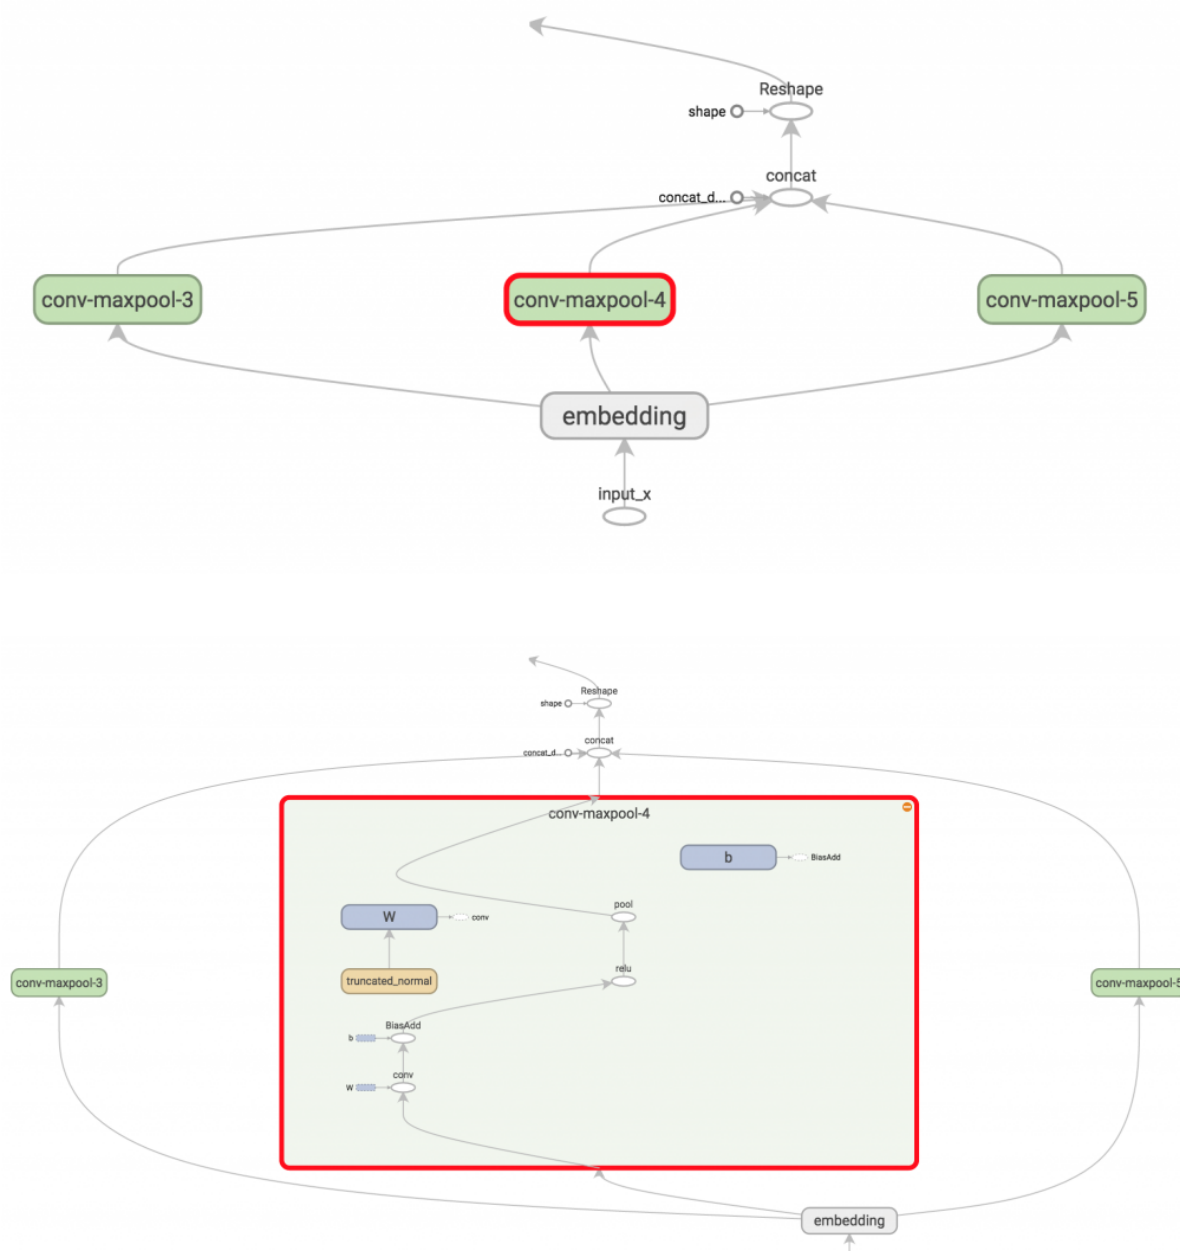 Reshape
shape
concat
concat_d...
conv-maxpool-3
conv-maxpool-4
conv-maxpool-5
embedding
input_x
Reshape
shape
concat
concat_d...
conv-maxpool-4
b
BiasAdd
pool
W
conv
relu
conv-maxpool-3
truncated_normal
conv-maxpool-5
BiasAdd
b
conv
W
embedding